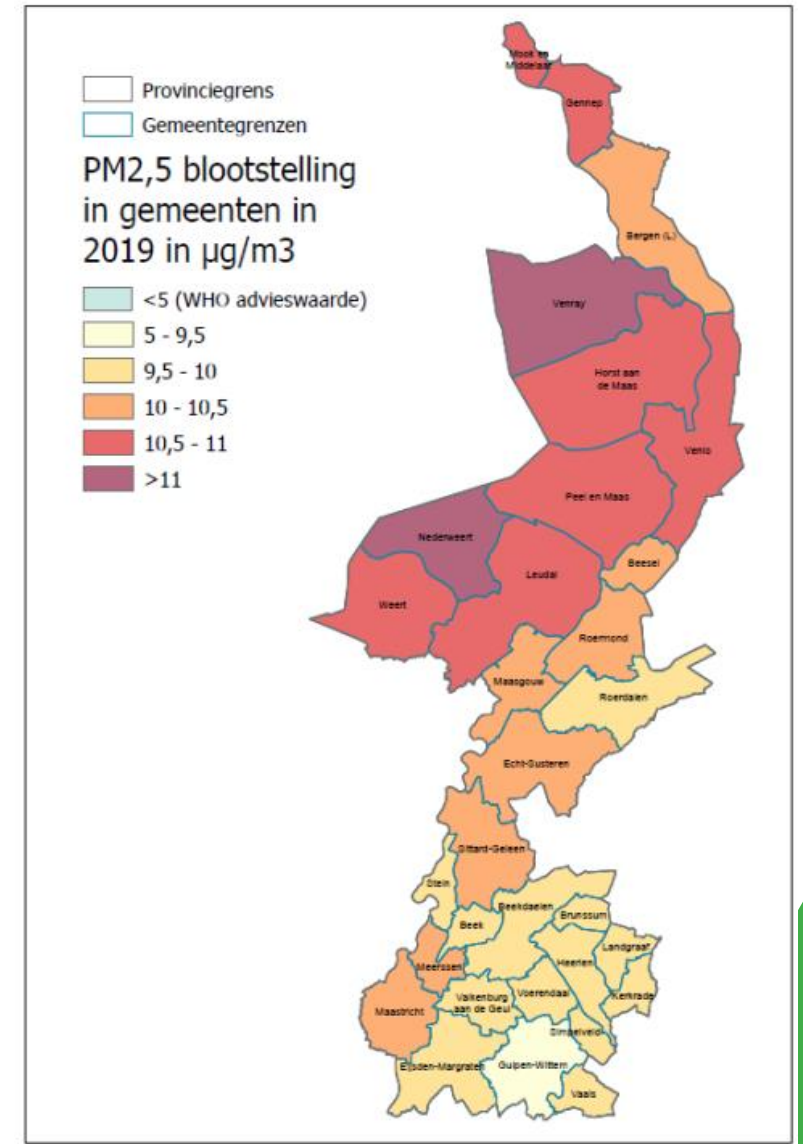 Provinciegrens
Gemeentegrenzen
PM2,5 blootstelling
in gemeenten in
2019 in µg/m3
<5 (WHO advieswaarde)
5 - 9,5
9,5 - 10
10 - 10,5
10,5 - 11
>11
Mook en
Middelaar
Gennep
Bergen (L.)
Venray
Horst aan
de Maas
Venlo
Peel en Maas
Nederweert
Beesel
Leudal
Weert
Roermond
Maasgouw
Roerdalen
Echt-Susteren
Sittard-Geleen
Stein
Beekdaelen
Brunssum
Beek
Landgraaf
Heerlen
Meerssen
Kerkrade
Voerendaal
Valkenburg
aan de Geul
Maastricht
Simpelveld
Eijsden-Margraten
Gulpen-Wittem
Vaals